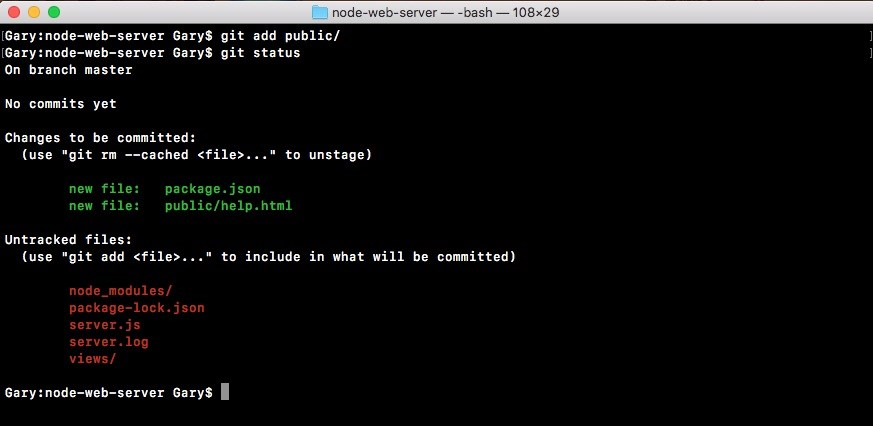 node-web-server — -bash — 108×29
[Gary:node-web-server Gary$ git add public/ ]
[Gary:node-web-server Gary$ git status ]
On branch master
No commits yet
Changes to be committed:
(use "git rm --cached <file>..." to unstage)
new file: package.json
new file: public/help.html
Untracked files:
(use "git add <file>..." to include in what will be committed)
node_modules/
package-lock.json
server.js
server.log
views/
Gary:node-web-server Gary$